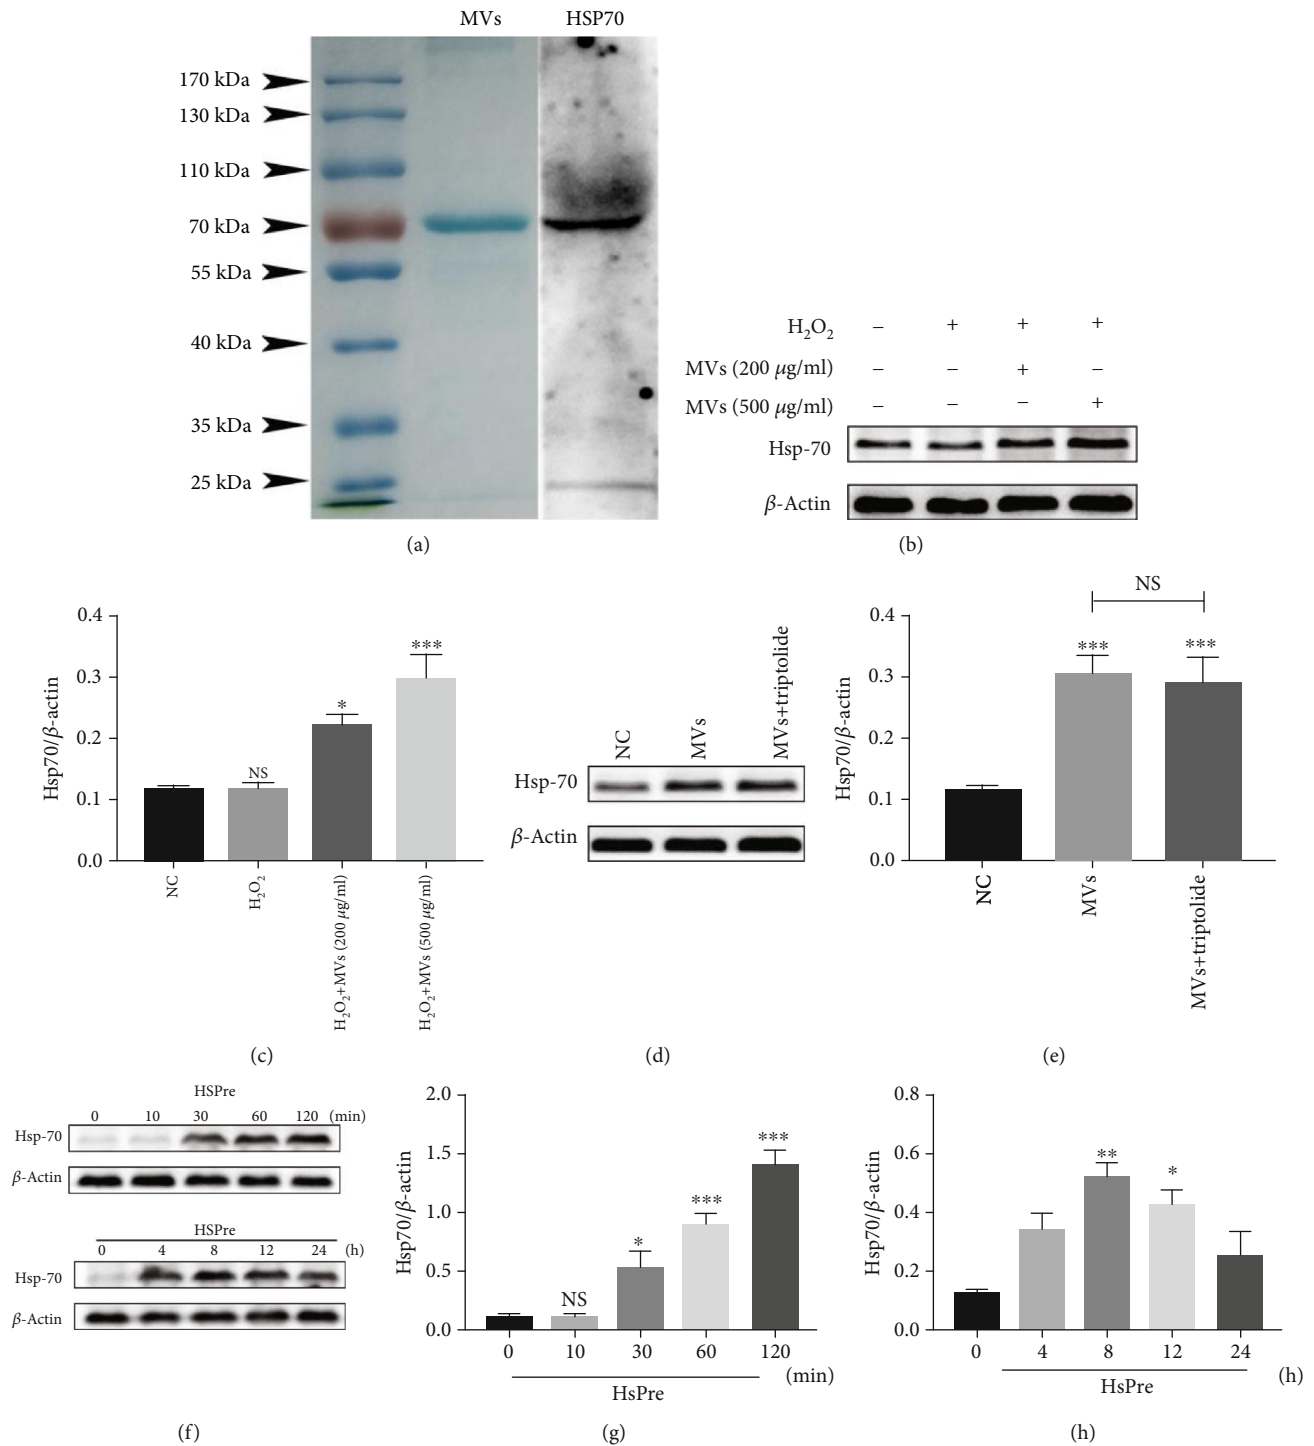 MVs HSP70
170 kDa
130 kDa
110 kDa
70 kDa
55 kDa
40 kDa
35 kDa
25 kDa
(a)
H2O2 – + + +
MVs (200 μg/ml) – – + –
MVs (500 μg/ml) – – – +
Hsp-70
β-Actin
(b)
Hsp70/β-actin
0.4
0.3
0.2
0.1
0.0
NS
*
***
NC
H2O2
H2O2+MVs (200 μg/ml)
H2O2+MVs (500 μg/ml)
(c)
NC
MVs
MVs+triptolide
Hsp-70
β-Actin
(d)
Hsp70/β-actin
0.4
0.3
0.2
0.1
0.0
NS
***
***
NC
MVs
MVs+triptolide
(e)
HSPre
0 10 30 60 120 (min)
Hsp-70
β-Actin
HSPre
0 4 8 12 24 (h)
Hsp-70
β-Actin
(f)
Hsp70/β-actin
2.0
1.5
1.0
0.5
0.0
NS
*
***
***
0 10 30 60 120
(min)
HsPre
(g)
Hsp70/β-actin
0.8
0.6
0.4
0.2
0.0
**
*
0 4 8 12 24
(h)
HsPre
(h)